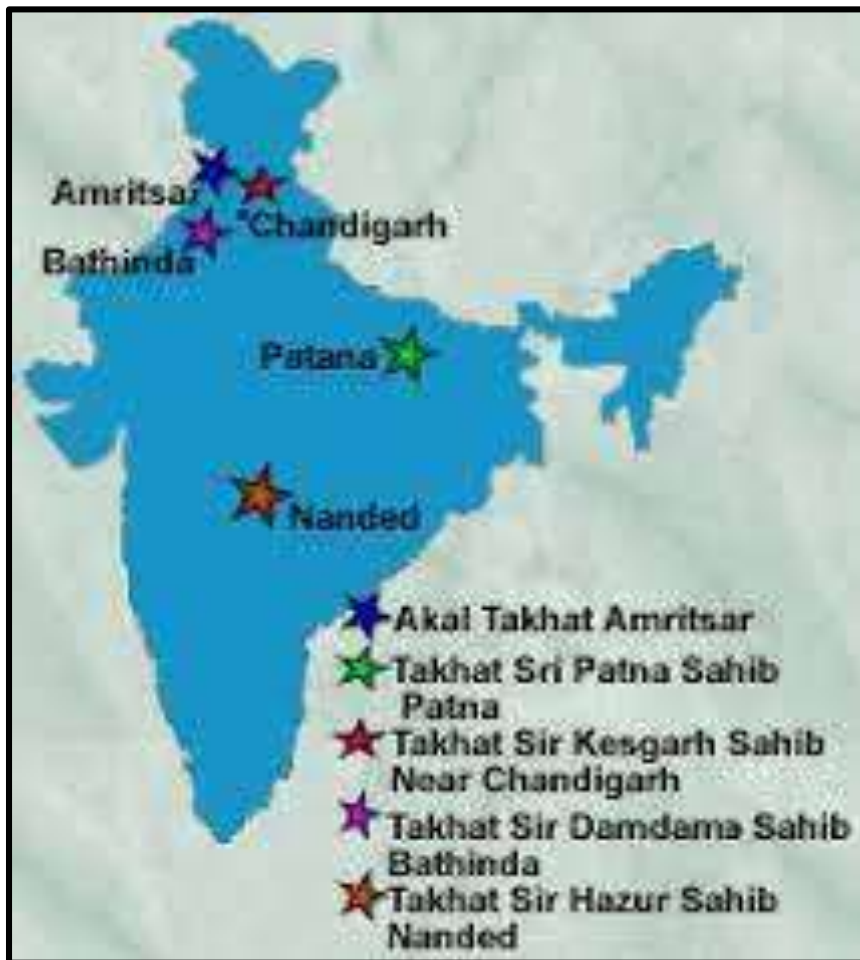 Amritsar
*Chandigarh
Bathinda
Patana
Nanded
Akal Takhat Amritsar
Takhat Sri Patna Sahib
Patna
Takhat Sir Kesgarh Sahib
Near Chandigarh
Takhat Sir Damdama Sahib
Bathinda
Takhat Sir Hazur Sahib
Nanded